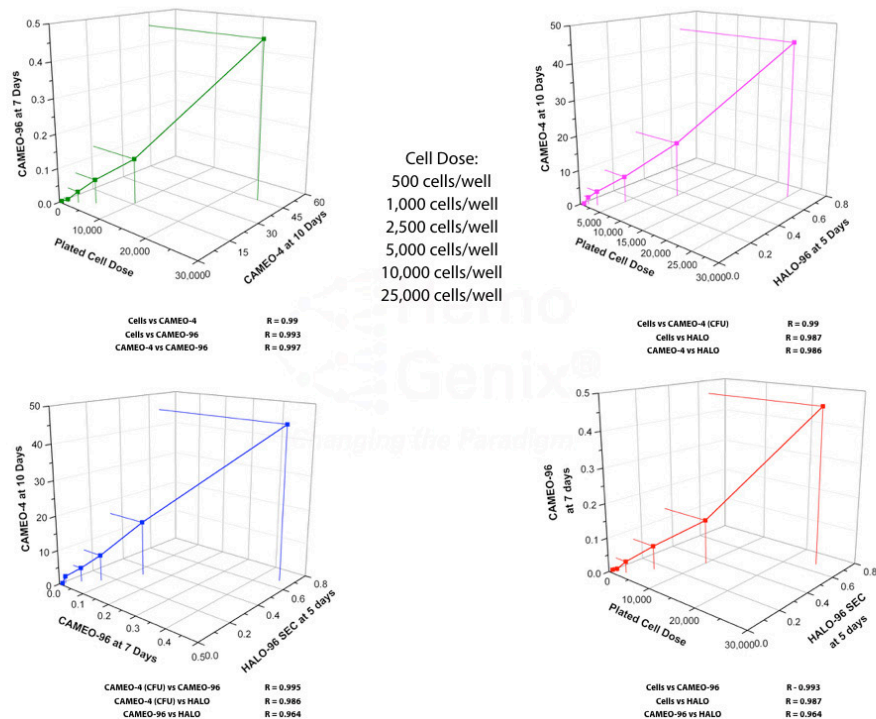 0.5
0.4
0.3
0.2
0.1
0.0
CAMEO-96 at 7 Days
0
10,000
20,000
30,0000
Plated Cell Dose
15
30
45
60
CAMEO-4 at 10 Days
Cells vs CAMEO-4 R = 0.99
Cells vs CAMEO-96 R = 0.993
CAMEO-4 vs CAMEO-96 R = 0.997
Cell Dose:
500 cells/well
1,000 cells/well
2,500 cells/well
5,000 cells/well
10,000 cells/well
25,000 cells/well
50
40
30
20
10
0
CAMEO-4 at 10 Days
5,000
10,000
15,000
20,000
25,000
30,0000.0
Plated Cell Dose
0.2
0.4
0.6
0.8
HALO-96 at 5 Days
Cells vs CAMEO-4 (CFU) R = 0.99
Cells vs HALO R = 0.987
CAMEO-4 vs HALO R = 0.986
Hemo
Genix®
Changing the Paradigm
50
40
30
20
10
0
CAMEO-4 at 10 Days
0.0
0.1
0.2
0.3
0.4
0.50.0
CAMEO-96 at 7 Days
0.2
0.4
0.6
0.8
HALO-96 SEC at 5 days
CAMEO-4 (CFU) vs CAMEO-96 R = 0.995
CAMEO-4 (CFU) vs HALO R = 0.986
CAMEO-96 vs HALO R = 0.964
0.5
0.4
0.3
0.2
0.1
0.0
CAMEO-96
at 7 days
0
10,000
20,000
30,0000.0
Plated Cell Dose
0.2
0.4
0.6
0.8
HALO-96 SEC
at 5 days
Cells vs CAMEO-96 R - 0.993
Cells vs HALO R = 0.987
CAMEO-96 vs HALO R = 0.964